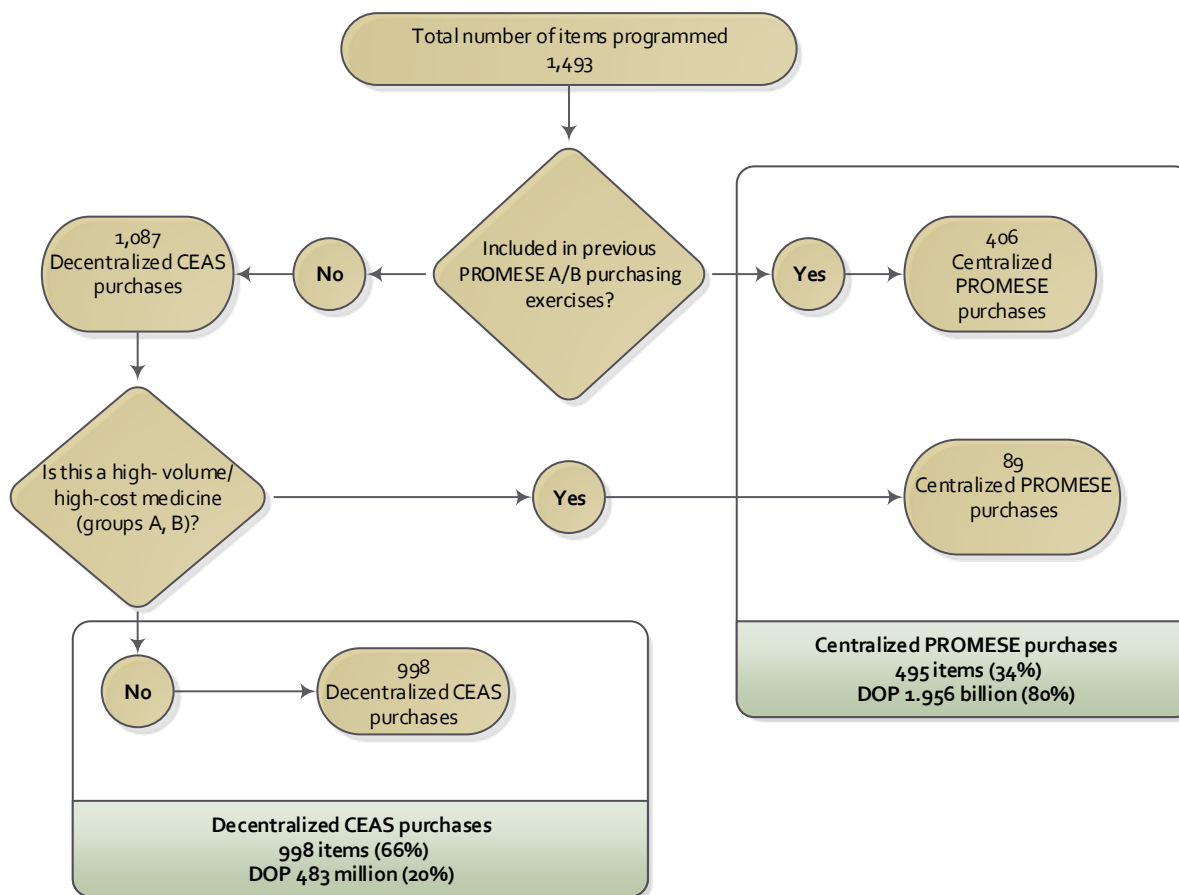 Total number of items programmed
1,493
Included in previous
PROMESE A/B purchasing
exercises?
No
1,087
Decentralized CEAS
purchases
Yes
406
Centralized
PROMESE
purchases
Is this a high- volume/
high-cost medicine
(groups A, B)?
Yes
89
Centralized PROMESE
purchases
Centralized PROMESE purchases
495 items (34%)
DOP 1.956 billion (80%)
No
998
Decentralized CEAS
purchases
Decentralized CEAS purchases
998 items (66%)
DOP 483 million (20%)